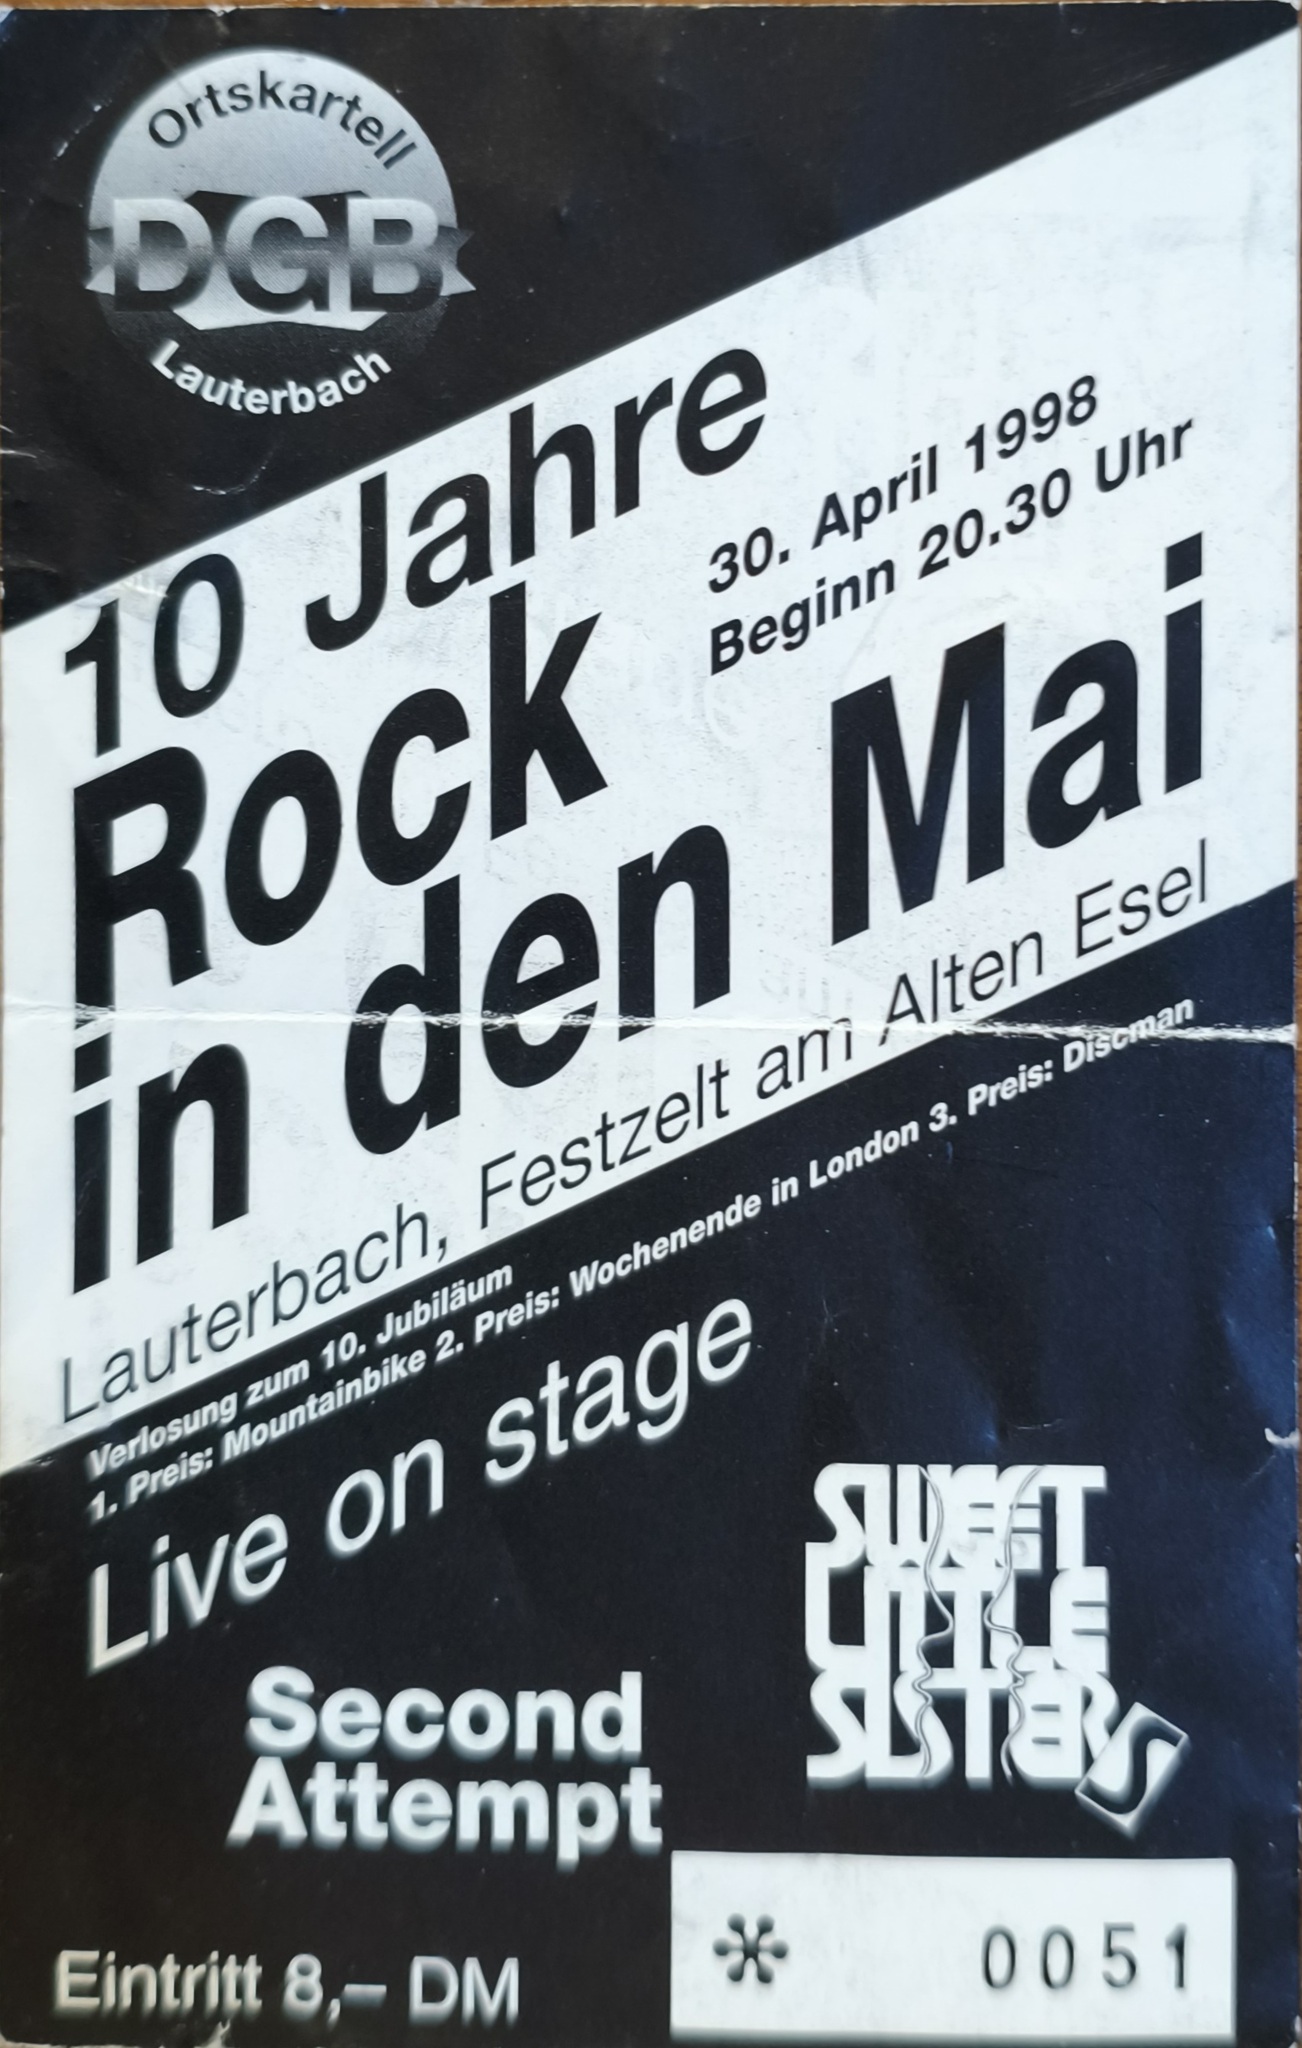 Ortskartell
DGB
Lauterbach
10 Jahre
Rock
in den Mai
30. April 1998
Beginn 20.30 Uhr
Lauterbach, Festzelt am Alten Esel
Verlosung zum 10. Jubiläum
1. Preis: Mountainbike 2. Preis: Wochenende in London 3. Preis: Discman
Live on stage
Second
Attempt
SWEET
LITTLE
SISTERS
Eintritt 8,– DM
* 0051